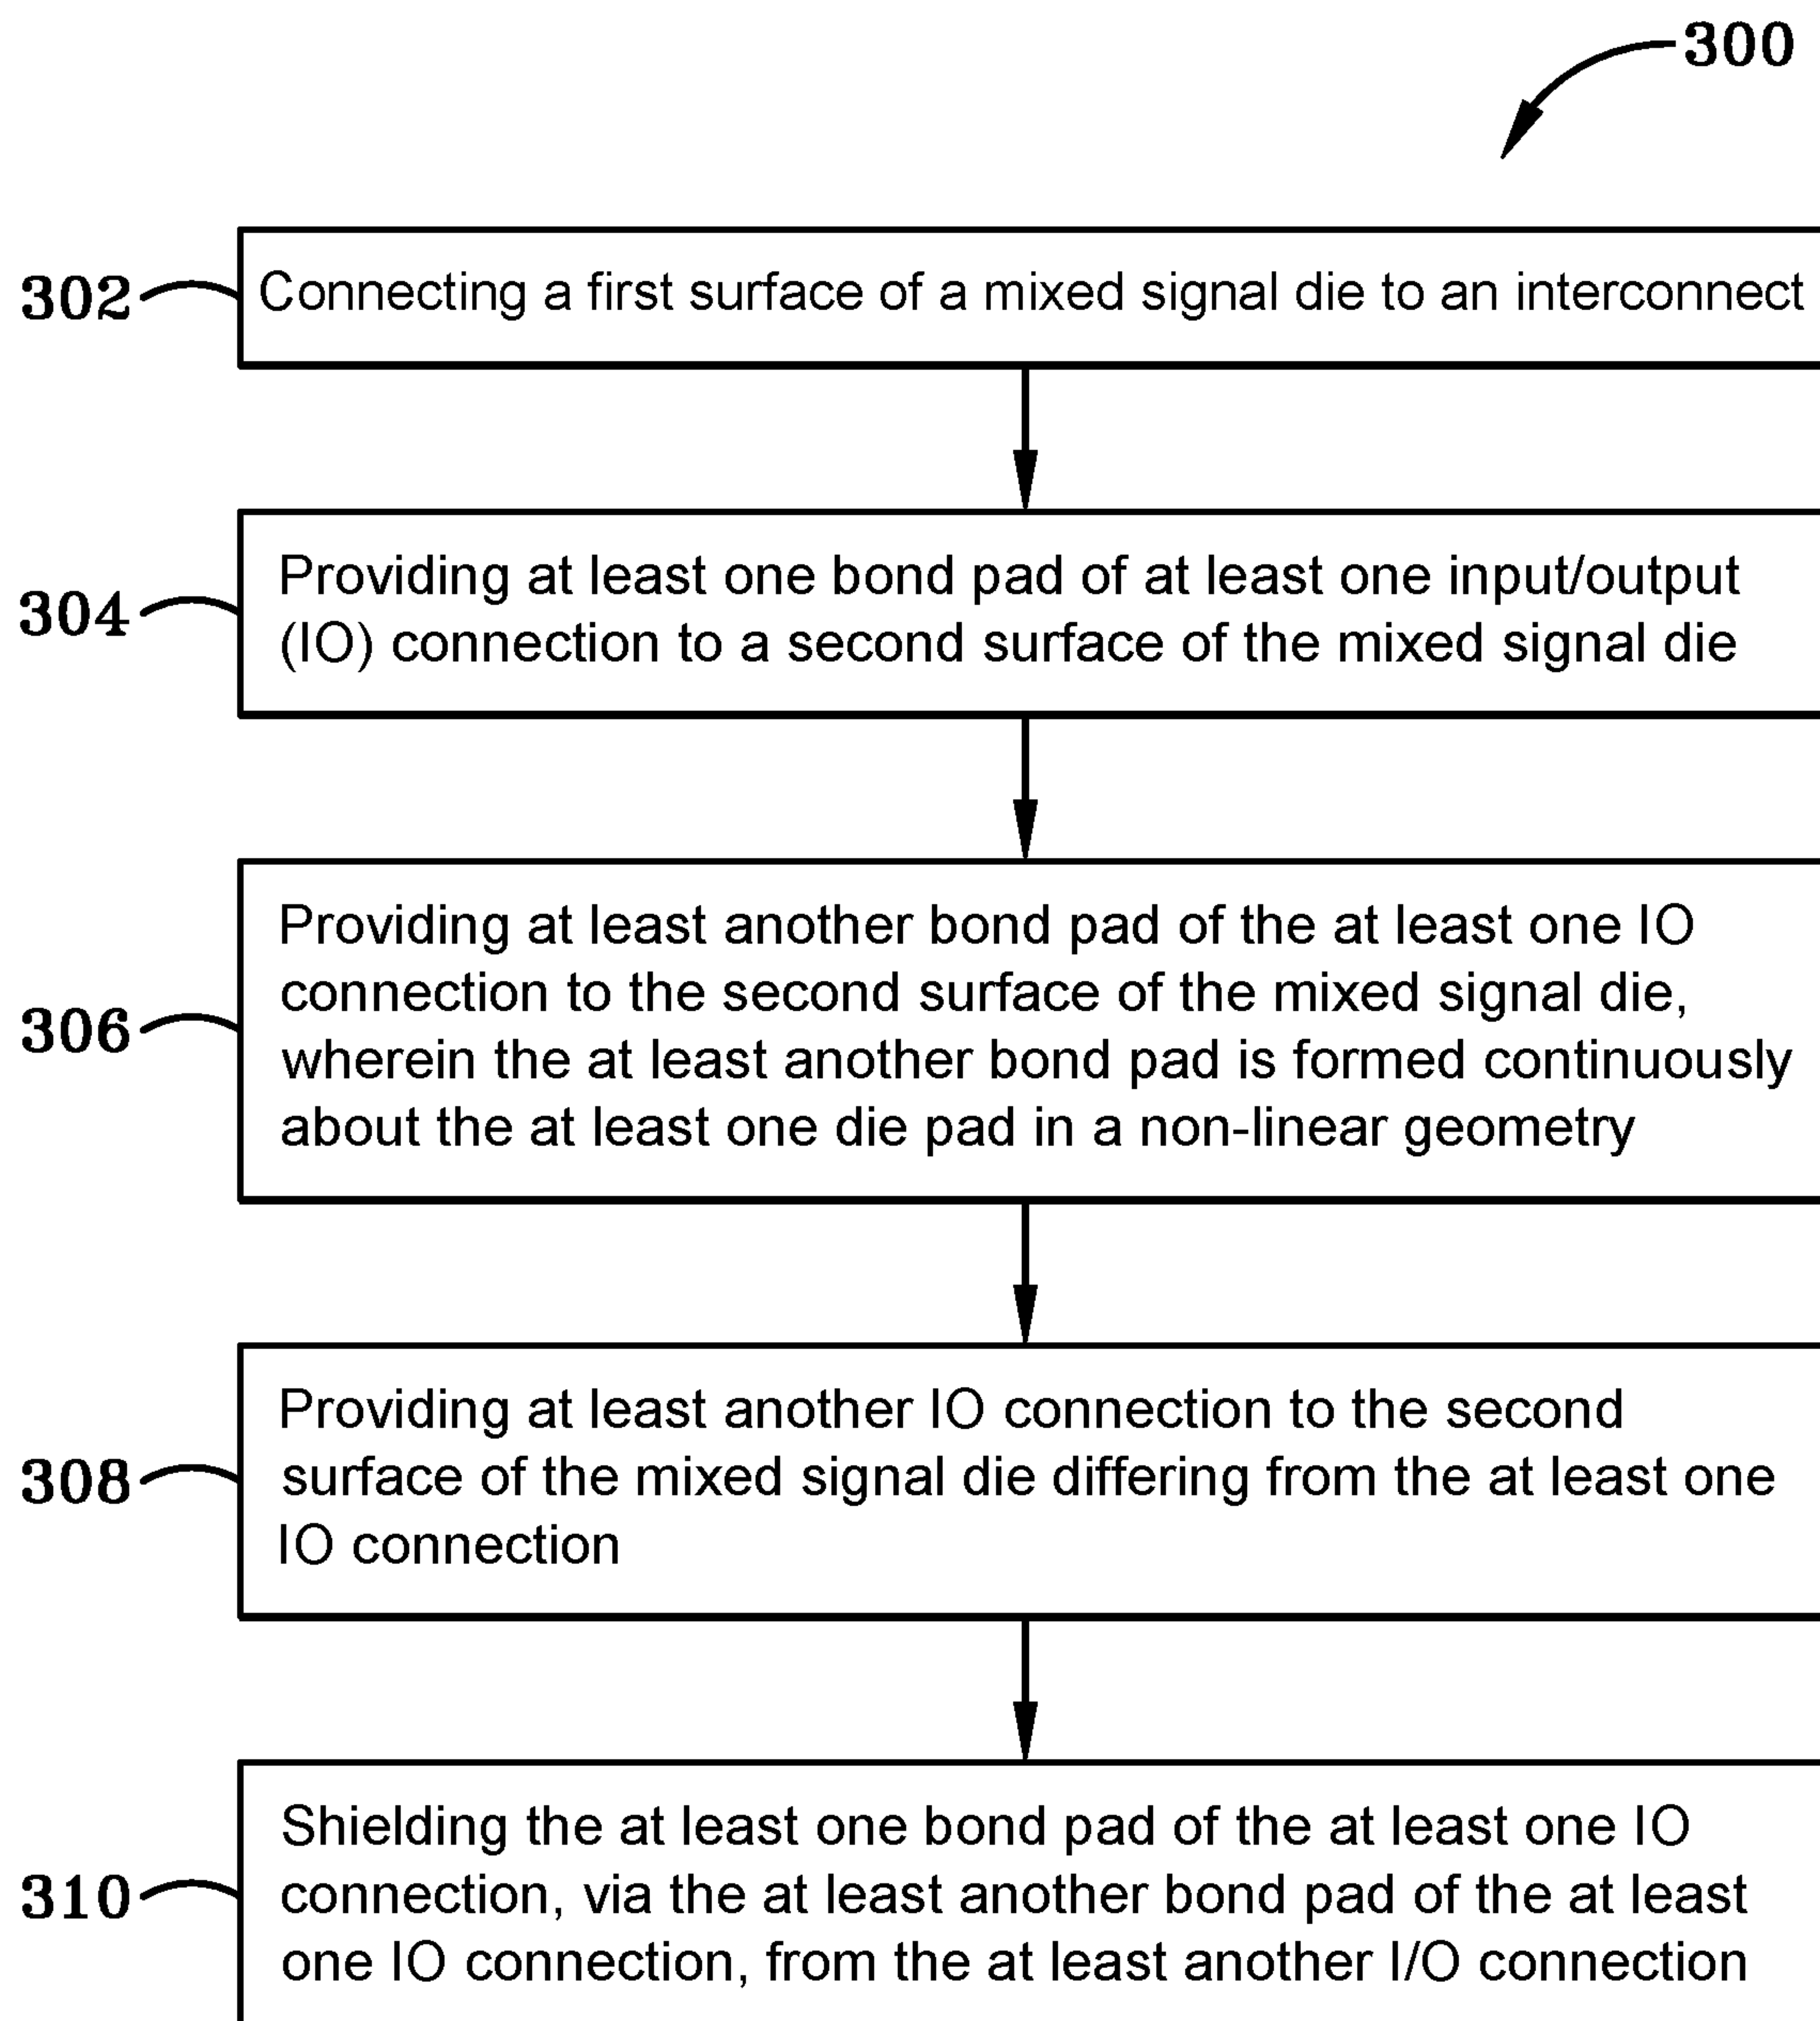 300
302
Connecting a first surface of a mixed signal die to an interconnect
304
Providing at least one bond pad of at least one input/output
(IO) connection to a second surface of the mixed signal die
306
Providing at least another bond pad of the at least one IO
connection to the second surface of the mixed signal die,
wherein the at least another bond pad is formed continuously
about the at least one die pad in a non-linear geometry
308
Providing at least another IO connection to the second
surface of the mixed signal die differing from the at least one
IO connection
310
Shielding the at least one bond pad of the at least one IO
connection, via the at least another bond pad of the at least
one IO connection, from the at least another I/O connection